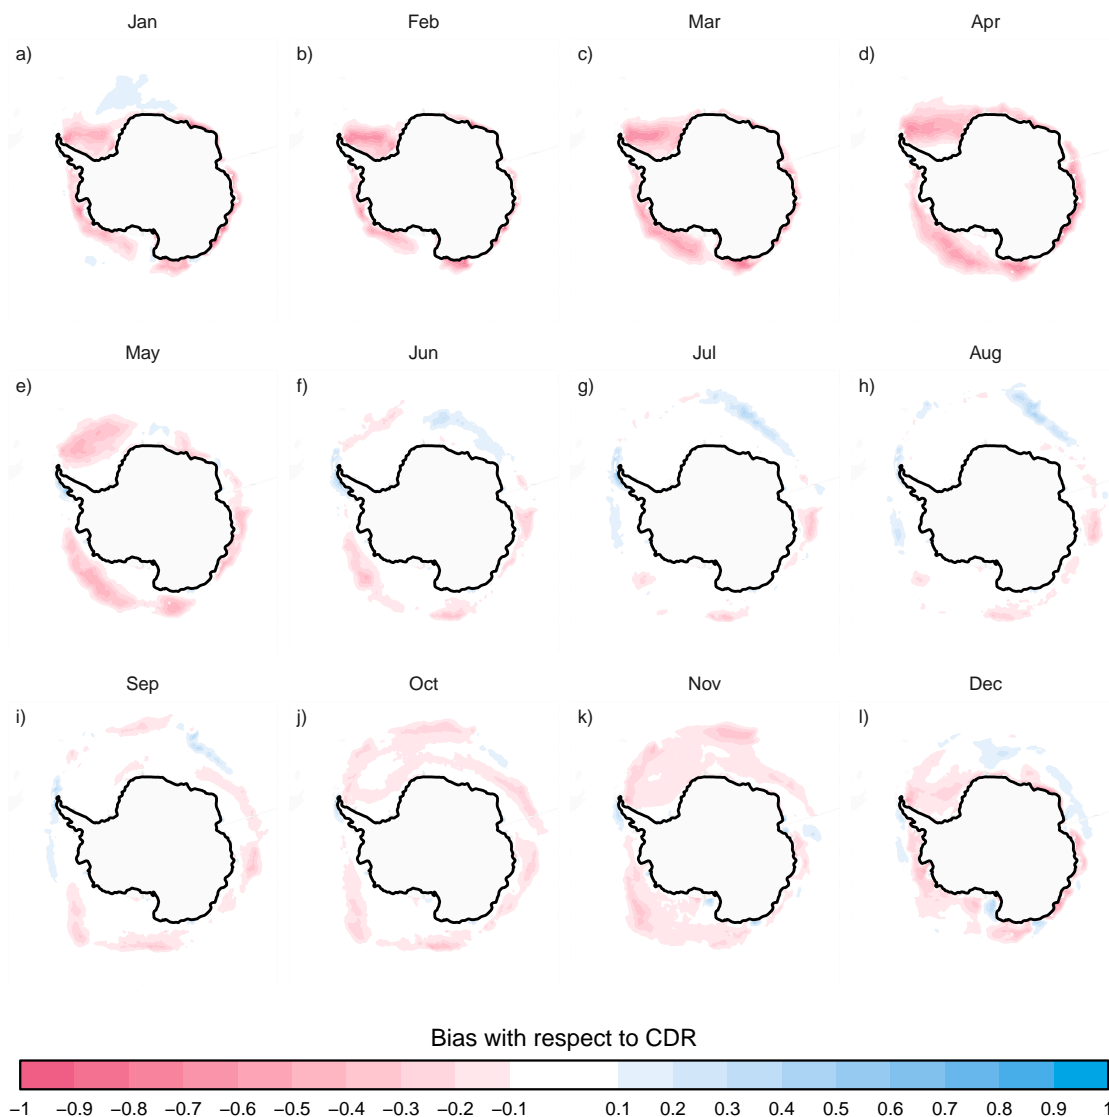 Jan Feb Mar Apr
a) b) c) d)
May Jun Jul Aug
e) f) g) h)
Sep Oct Nov Dec
i) j) k) l)
Bias with respect to CDR
−1 −0.9 −0.8 −0.7 −0.6 −0.5 −0.4 −0.3 −0.2 −0.1 0.1 0.2 0.3 0.4 0.5 0.6 0.7 0.8 0.9 1